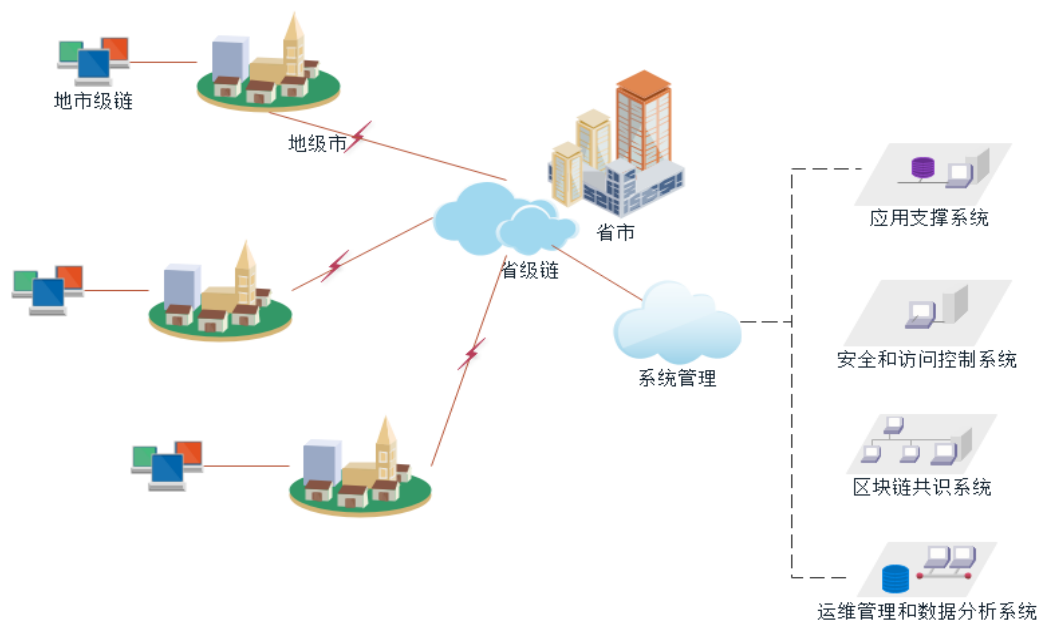 地市级链
地级市
省市
省级链
系统管理
应用支撑系统
安全和访问控制系统
区块链共识系统
运维管理和数据分析系统